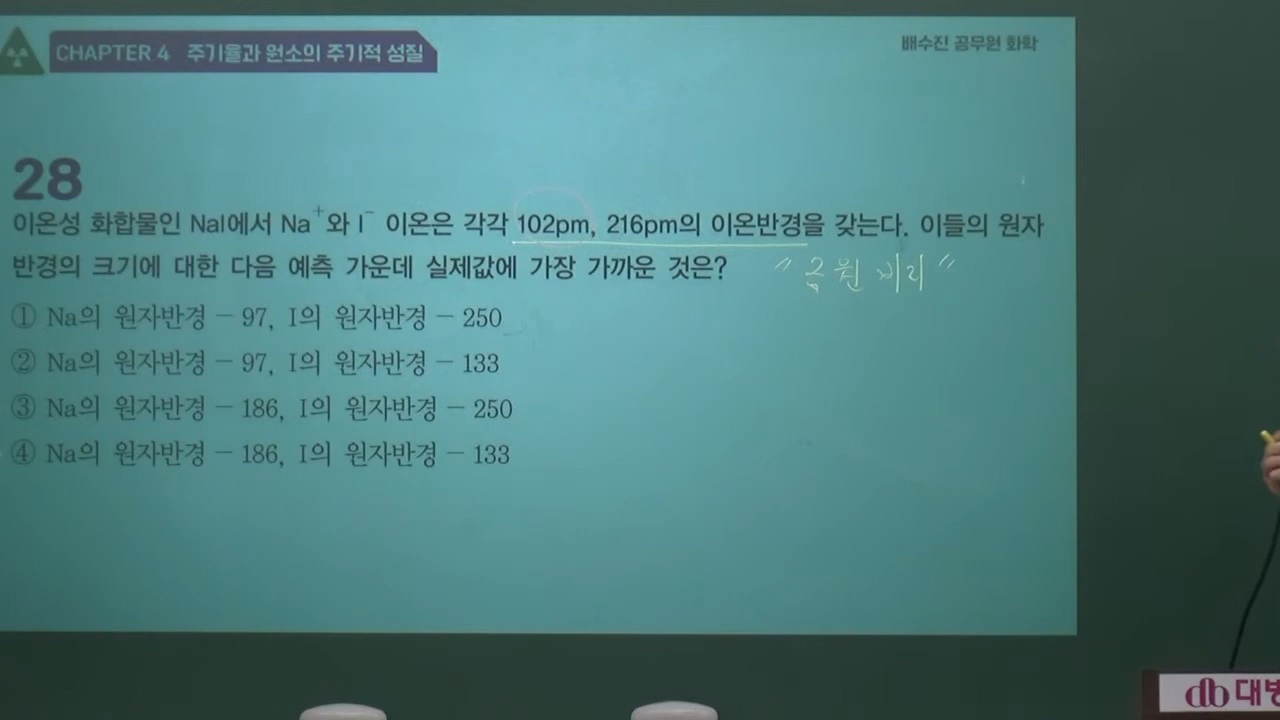 CHAPTER 4 주기율과 원소의 주기적 성질
배수진 공무원 화학
28
이온성 화합물인 NaI에서 Na⁺와 I⁻ 이온은 각각 102pm, 216pm의 이온반경을 갖는다. 이들의 원자
반경의 크기에 대한 다음 예측 가운데 실제값에 가장 가까운 것은?
① Na의 원자반경 – 97, I의 원자반경 – 250
② Na의 원자반경 – 97, I의 원자반경 – 133
③ Na의 원자반경 – 186, I의 원자반경 – 250
④ Na의 원자반경 – 186, I의 원자반경 – 133